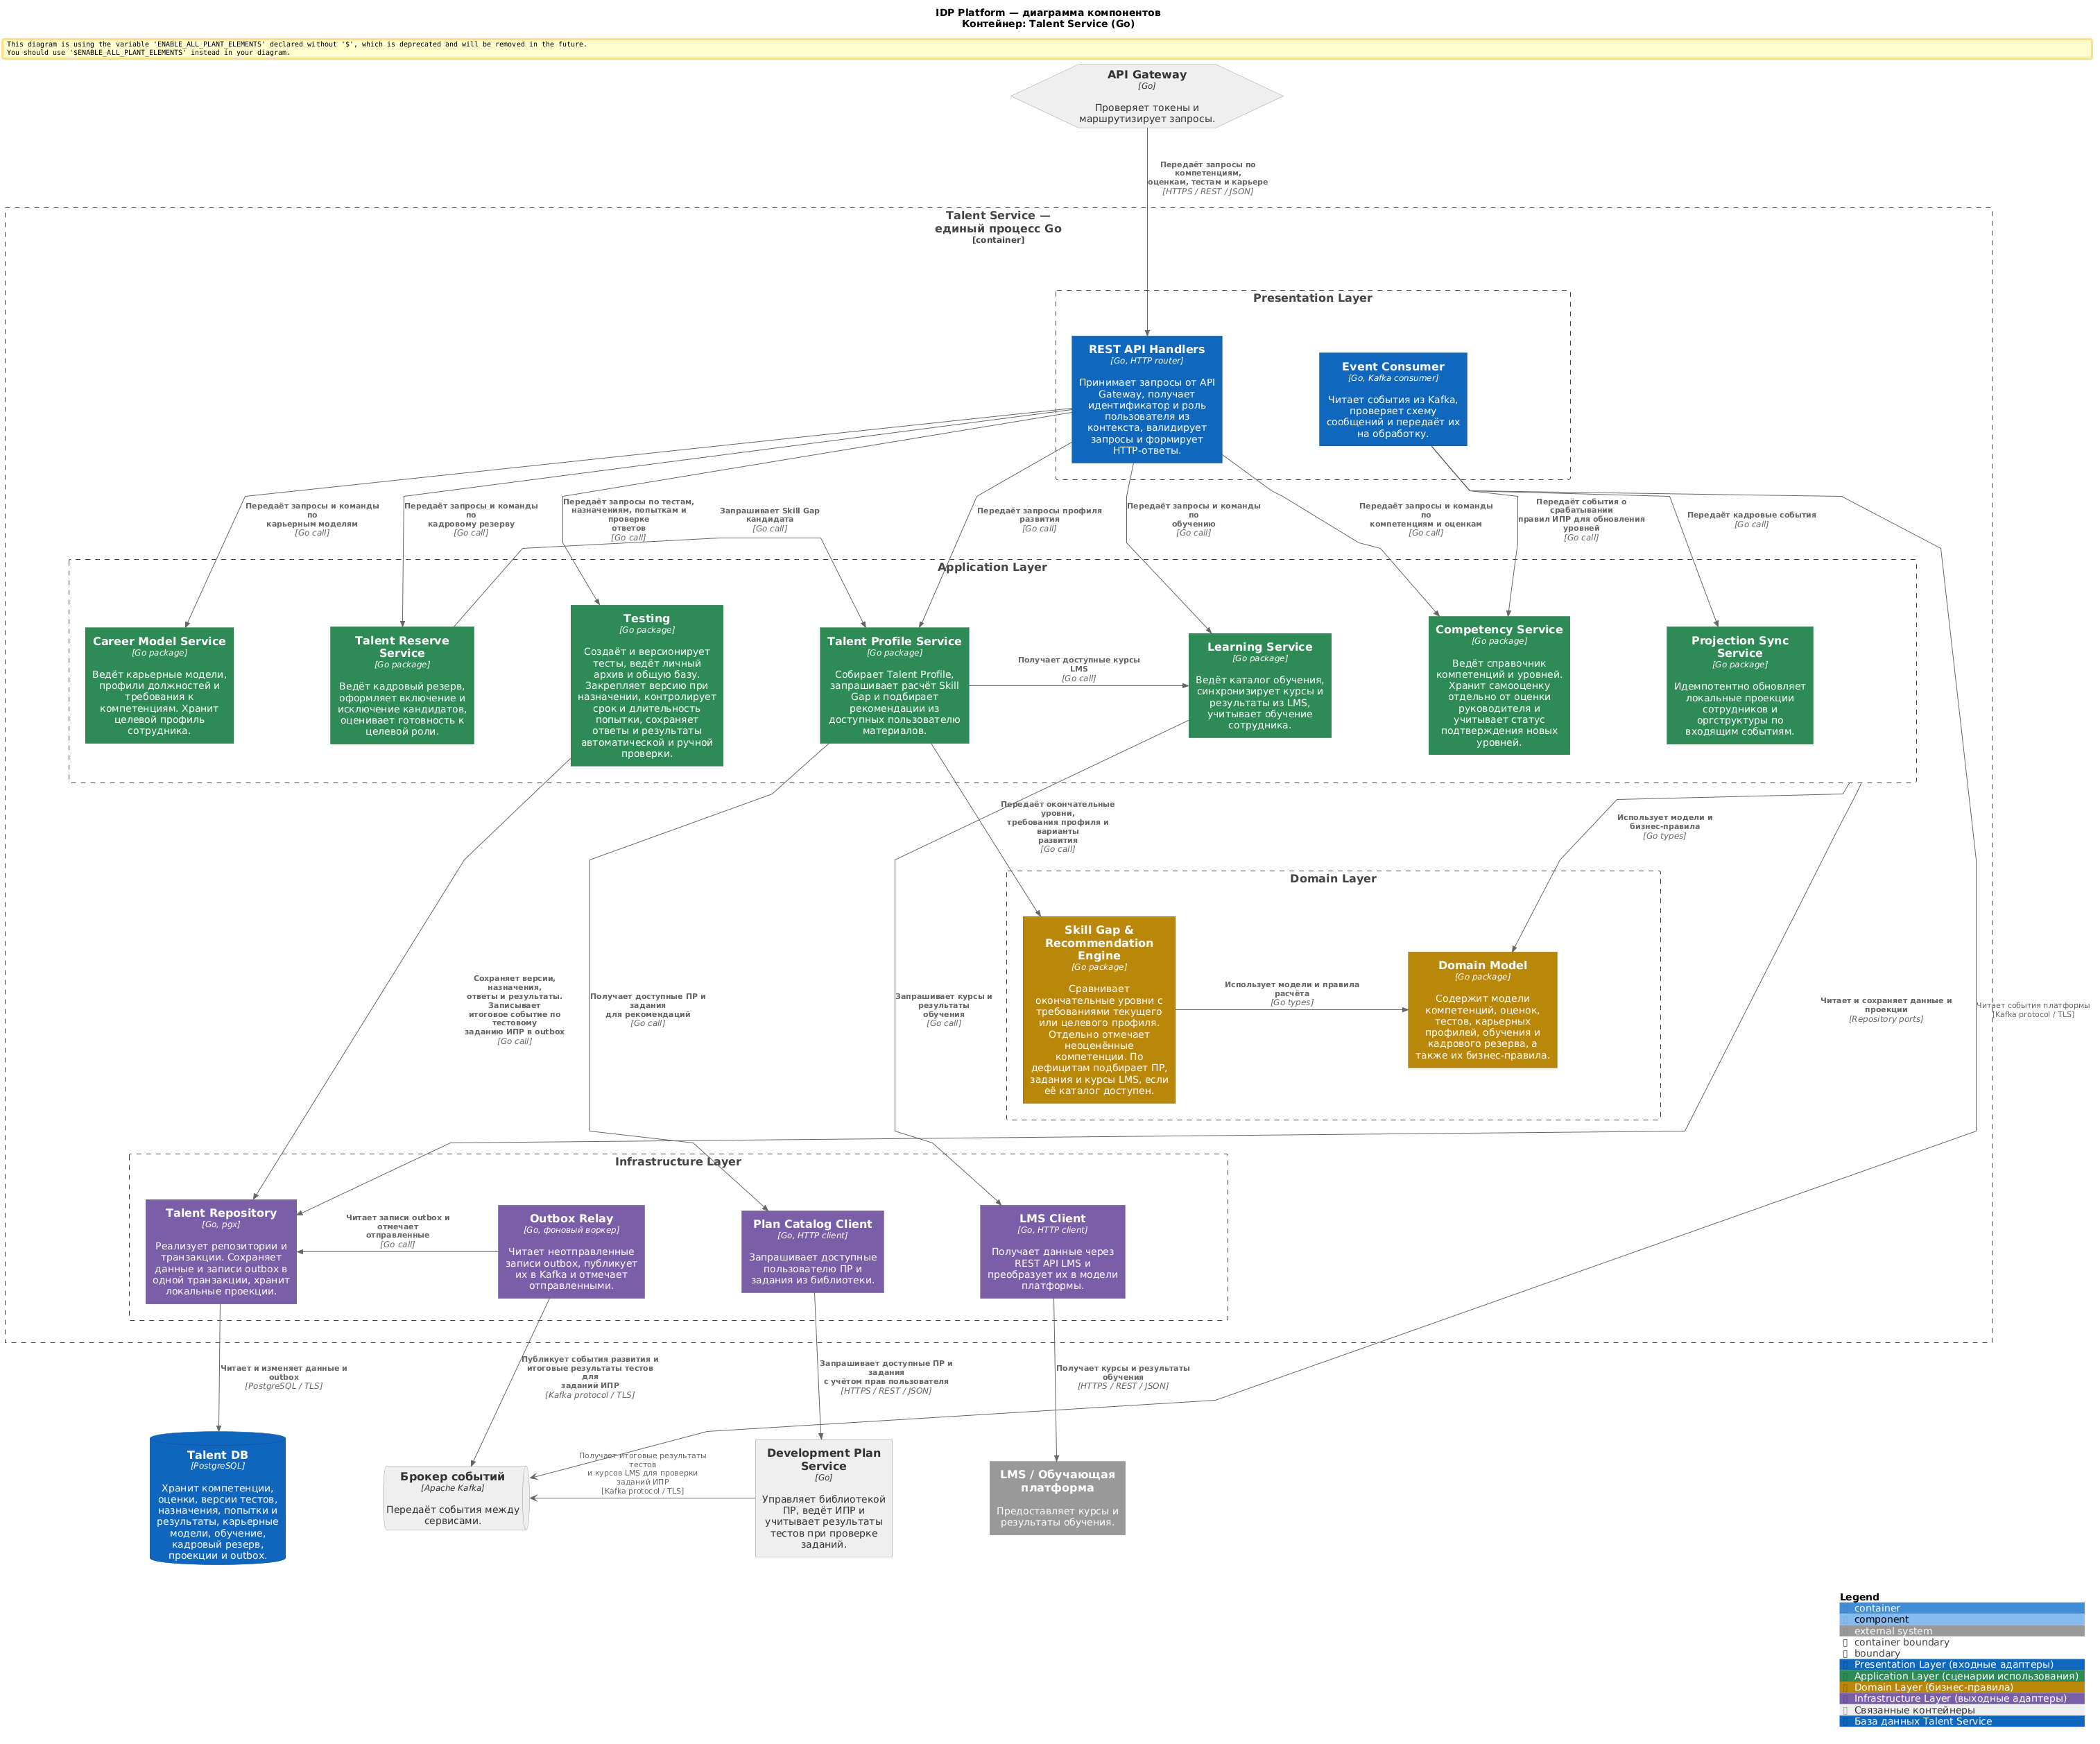 IDP Platform — диаграмма компонентов
Контейнер: Talent Service (Go)
This diagram is using the variable 'ENABLE_ALL_PLANT_ELEMENTS' declared without '$', which is deprecated and will be removed in the future.
You should use '$ENABLE_ALL_PLANT_ELEMENTS' instead in your diagram.
API Gateway
[Go]
Проверяет токены и
маршрутизирует запросы.
Передаёт запросы по
компетенциям,
оценкам, тестам и карьере
[HTTPS / REST / JSON]
Talent Service —
единый процесс Go
[container]
Presentation Layer
REST API Handlers
[Go, HTTP router]
Принимает запросы от API
Gateway, получает
идентификатор и роль
пользователя из
контекста, валидирует
запросы и формирует
HTTP-ответы.
Event Consumer
[Go, Kafka consumer]
Читает события из Kafka,
проверяет схему
сообщений и передаёт их
на обработку.
Передаёт запросы и команды
по
карьерным моделям
[Go call]
Передаёт запросы и команды
по
кадровому резерву
[Go call]
Передаёт запросы по тестам,
назначениям, попыткам и
проверке
ответов
[Go call]
Запрашивает Skill Gap
кандидата
[Go call]
Передаёт запросы профиля
развития
[Go call]
Передаёт запросы и команды
по
обучению
[Go call]
Передаёт запросы и команды
по
компетенциям и оценкам
[Go call]
Передаёт события о
срабатывании
правил ИПР для обновления
уровней
[Go call]
Передаёт кадровые события
[Go call]
Application Layer
Career Model Service
[Go package]
Ведёт карьерные модели,
профили должностей и
требования к
компетенциям. Хранит
целевой профиль
сотрудника.
Talent Reserve
Service
[Go package]
Ведёт кадровый резерв,
оформляет включение и
исключение кандидатов,
оценивает готовность к
целевой роли.
Testing
[Go package]
Создаёт и версионирует
тесты, ведёт личный
архив и общую базу.
Закрепляет версию при
назначении, контролирует
срок и длительность
попытки, сохраняет
ответы и результаты
автоматической и ручной
проверки.
Talent Profile Service
[Go package]
Собирает Talent Profile,
запрашивает расчёт Skill
Gap и подбирает
рекомендации из
доступных пользователю
материалов.
Получает доступные курсы
LMS
[Go call]
Learning Service
[Go package]
Ведёт каталог обучения,
синхронизирует курсы и
результаты из LMS,
учитывает обучение
сотрудника.
Competency Service
[Go package]
Ведёт справочник
компетенций и уровней.
Хранит самооценку
отдельно от оценки
руководителя и
учитывает статус
подтверждения новых
уровней.
Projection Sync
Service
[Go package]
Идемпотентно обновляет
локальные проекции
сотрудников и
оргструктуры по
входящим событиям.
Передаёт окончательные
уровни,
требования профиля и
варианты
развития
[Go call]
Использует модели и
бизнес-правила
[Go types]
Domain Layer
Skill Gap &
Recommendation
Engine
[Go package]
Сравнивает
окончательные уровни с
требованиями текущего
или целевого профиля.
Отдельно отмечает
неоценённые
компетенции. По
дефицитам подбирает ПР,
задания и курсы LMS, если
её каталог доступен.
Использует модели и правила
расчёта
[Go types]
Domain Model
[Go package]
Содержит модели
компетенций, оценок,
тестов, карьерных
профилей, обучения и
кадрового резерва, а
также их бизнес-правила.
Сохраняет версии,
назначения,
ответы и результаты.
Записывает
итоговое событие по
тестовому
заданию ИПР в outbox
[Go call]
Получает доступные ПР и
задания
для рекомендаций
[Go call]
Запрашивает курсы и
результаты
обучения
[Go call]
Читает и сохраняет данные и
проекции
[Repository ports]
Читает события платформы
[Kafka protocol / TLS]
Infrastructure Layer
Talent Repository
[Go, pgx]
Реализует репозитории и
транзакции. Сохраняет
данные и записи outbox в
одной транзакции, хранит
локальные проекции.
Читает записи outbox и
отмечает
отправленные
[Go call]
Outbox Relay
[Go, фоновый воркер]
Читает неотправленные
записи outbox, публикует
их в Kafka и отмечает
отправленными.
Plan Catalog Client
[Go, HTTP client]
Запрашивает доступные
пользователю ПР и
задания из библиотеки.
LMS Client
[Go, HTTP client]
Получает данные через
REST API LMS и
преобразует их в модели
платформы.
Читает и изменяет данные и
outbox
[PostgreSQL / TLS]
Публикует события развития и
итоговые результаты тестов
для
заданий ИПР
[Kafka protocol / TLS]
Запрашивает доступные ПР и
задания
с учётом прав пользователя
[HTTPS / REST / JSON]
Получает курсы и результаты
обучения
[HTTPS / REST / JSON]
Talent DB
[PostgreSQL]
Хранит компетенции,
оценки, версии тестов,
назначения, попытки и
результаты, карьерные
модели, обучение,
кадровый резерв,
проекции и outbox.
Брокер событий
[Apache Kafka]
Передаёт события между
сервисами.
Получает итоговые результаты
тестов
и курсов LMS для проверки
заданий ИПР
[Kafka protocol / TLS]
Development Plan
Service
[Go]
Управляет библиотекой
ПР, ведёт ИПР и
учитывает результаты
тестов при проверке
заданий.
LMS / Обучающая
платформа
Предоставляет курсы и
результаты обучения.
Legend
container
component
external system
container boundary
boundary
Presentation Layer (входные адаптеры)
Application Layer (сценарии использования)
Domain Layer (бизнес-правила)
Infrastructure Layer (выходные адаптеры)
Связанные контейнеры
База данных Talent Service